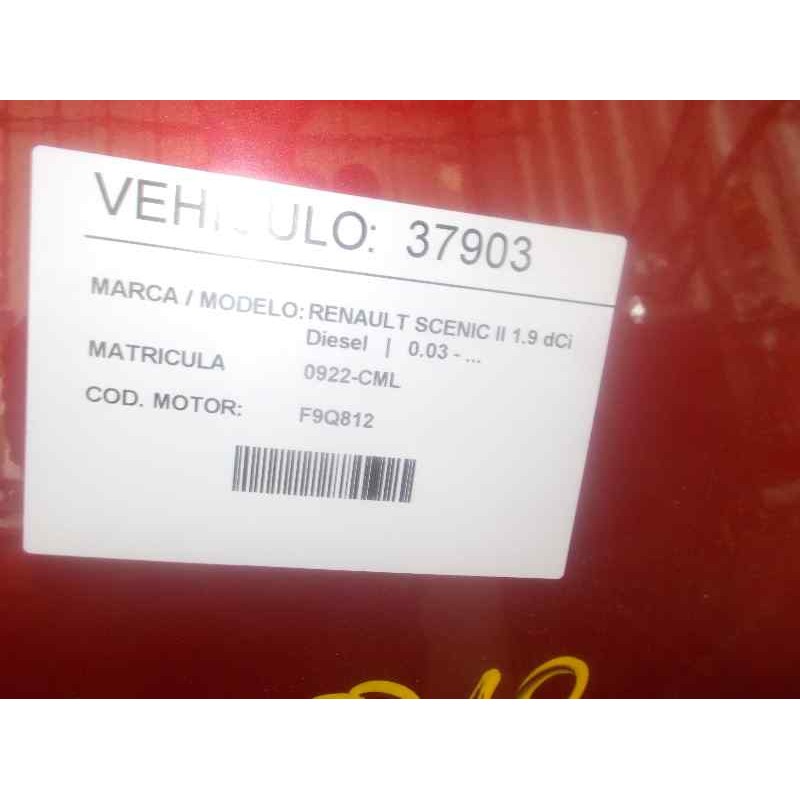 VEHICULO: 37903
MARCA / MODELO: RENAULT SCENIC II 1.9 dCi
Diesel | 0.03 - ...
MATRICULA 0922-CML
COD. MOTOR: F9Q812